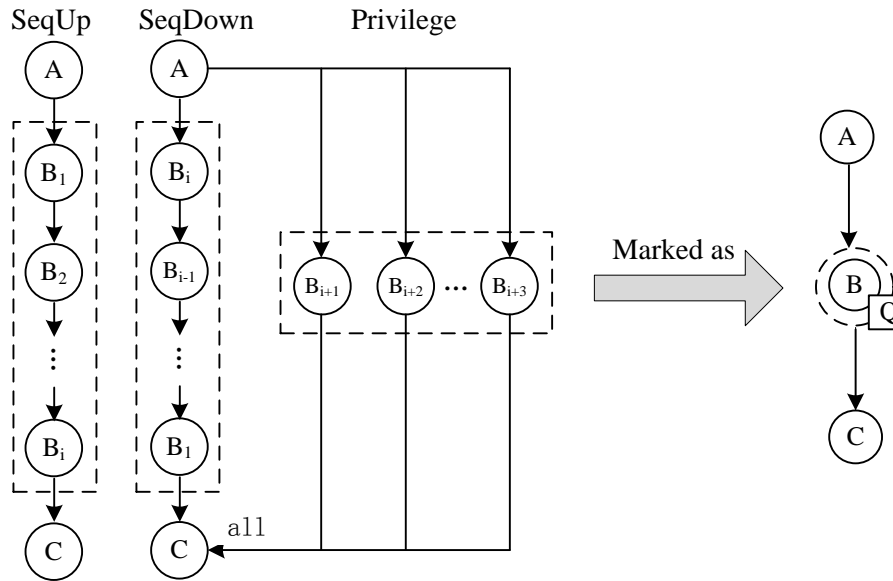 SeqUp
SeqDown
Privilege
A
A
B₁
Bᵢ
B₂
Bᵢ₋₁
⋮
⋮
Bᵢ
B₁
C
C
all
Bᵢ₊₁
Bᵢ₊₂
...
Bᵢ₊₃
Marked as
A
B
Q
C